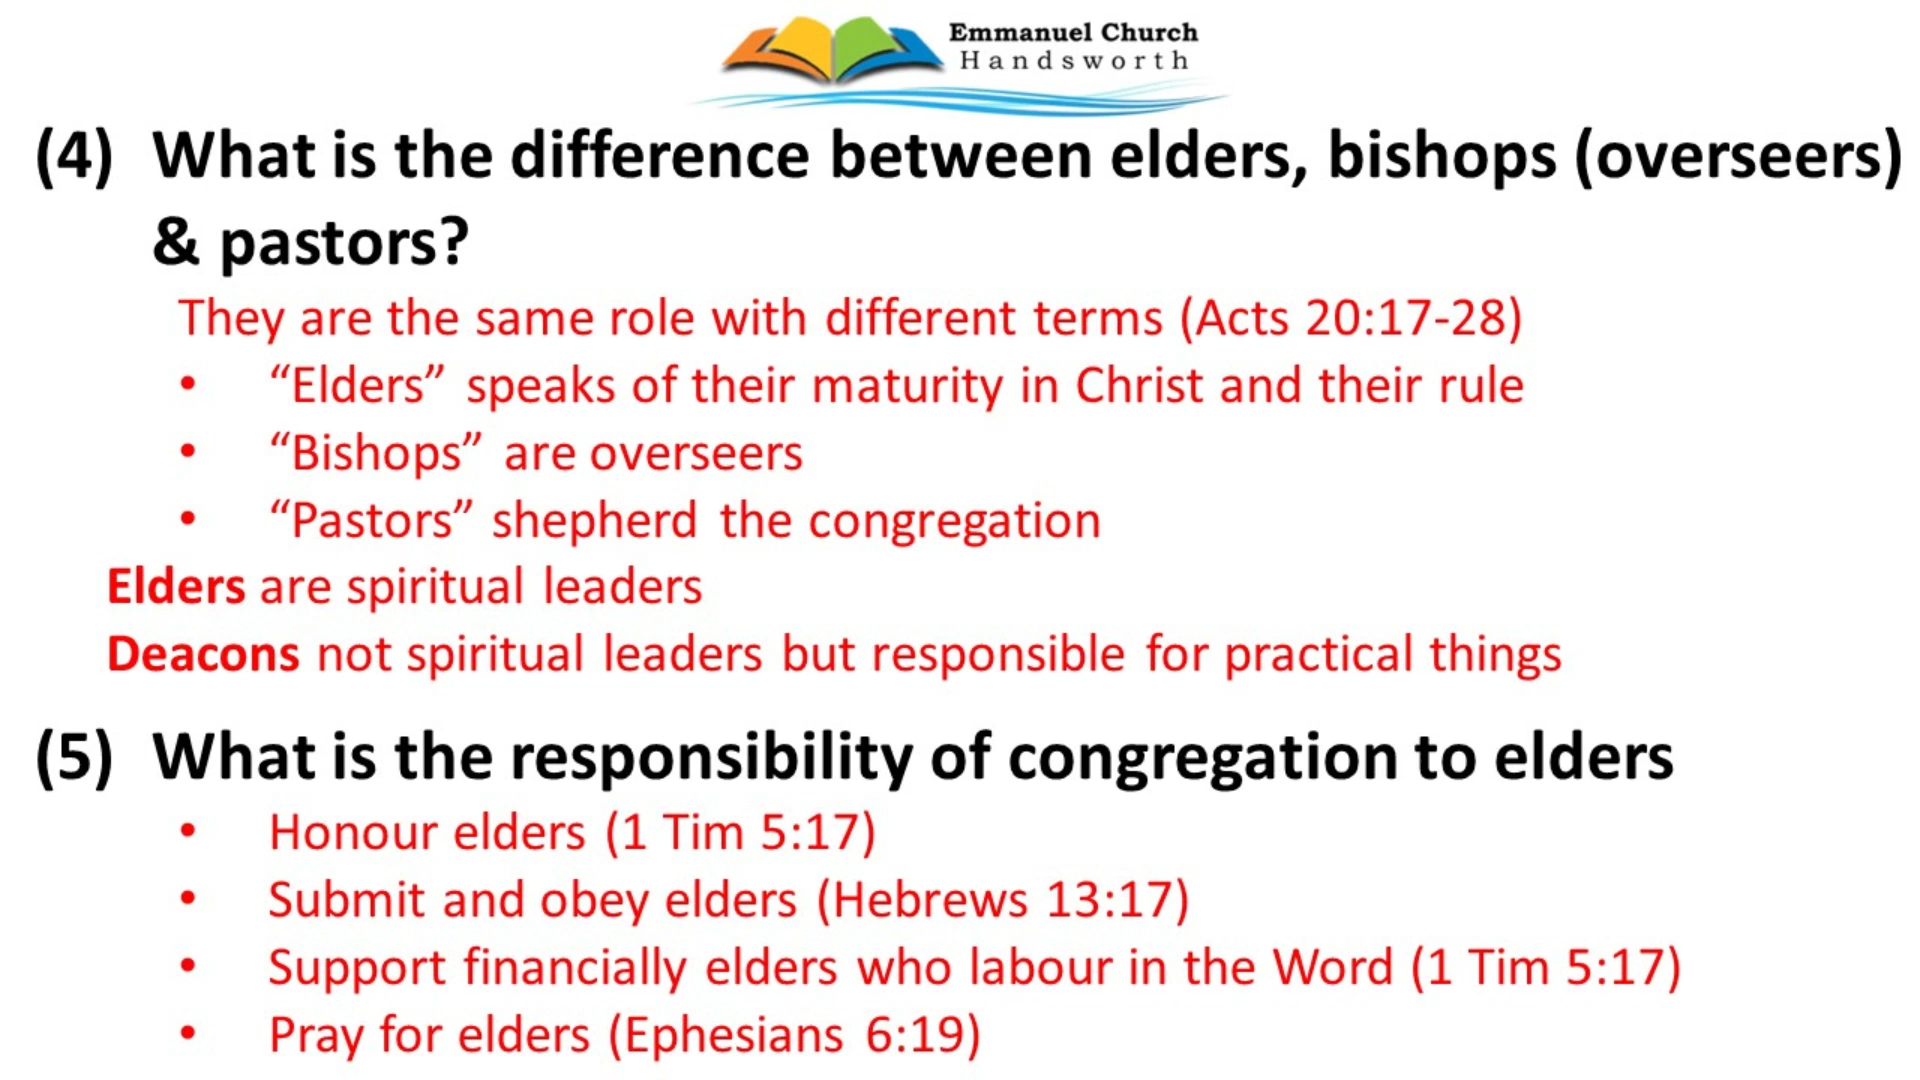 Emmanuel Church
Handsworth
(4) What is the difference between elders, bishops (overseers)
& pastors?
They are the same role with different terms (Acts 20:17-28)
• “Elders” speaks of their maturity in Christ and their rule
• “Bishops” are overseers
• “Pastors” shepherd the congregation
Elders are spiritual leaders
Deacons not spiritual leaders but responsible for practical things
(5) What is the responsibility of congregation to elders
• Honour elders (1 Tim 5:17)
• Submit and obey elders (Hebrews 13:17)
• Support financially elders who labour in the Word (1 Tim 5:17)
• Pray for elders (Ephesians 6:19)